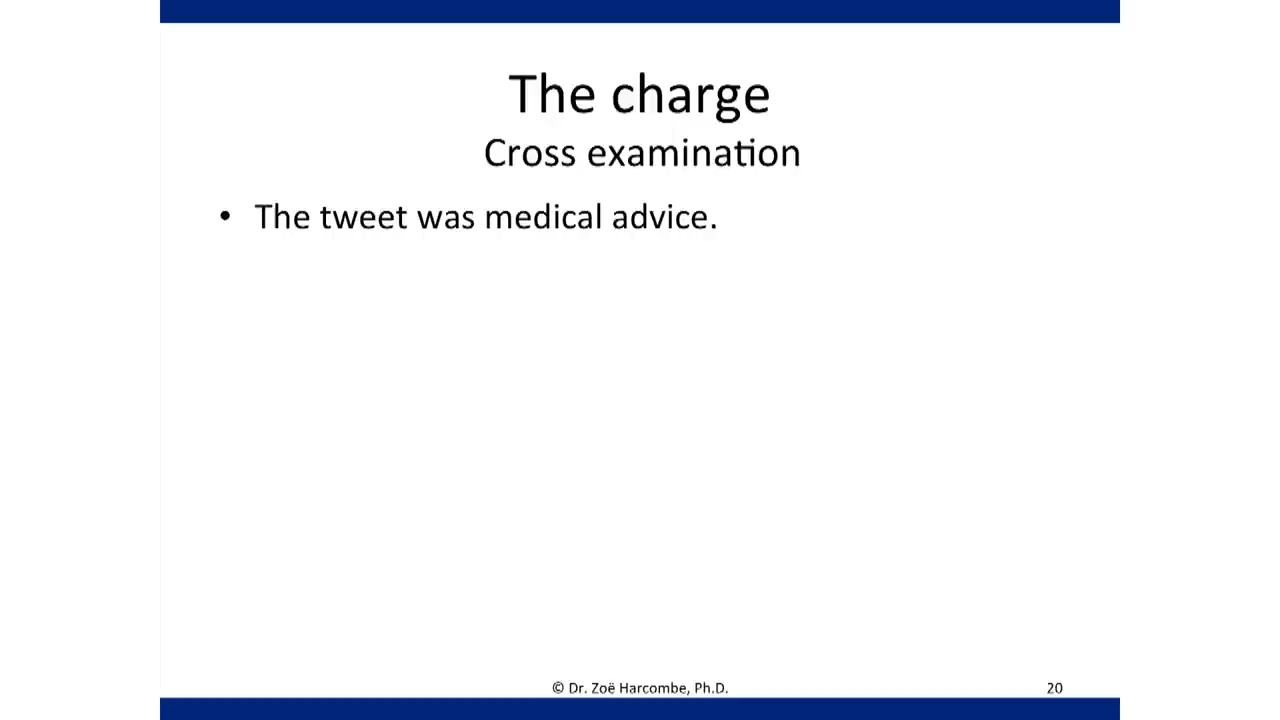 The charge
Cross examination
• The tweet was medical advice.
© Dr. Zoë Harcombe, Ph.D.
20